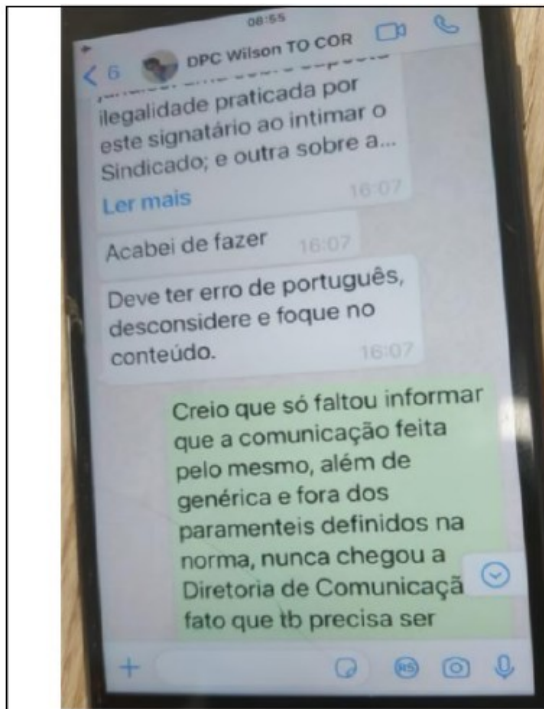 08:55
6 DPC Wilson TO COR
ilegalidade praticada por
este signatário ao intimar o
Sindicado; e outra sobre a...
Ler mais 16:07
Acabei de fazer 16:07
Deve ter erro de português,
desconsidere e foque no
conteúdo. 16:07
Creio que só faltou informar
que a comunicação feita
pelo mesmo, além de
genérica e fora dos
paramenteis definidos na
norma, nunca chegou a
Diretoria de Comunicaçã
fato que tb precisa ser
RS